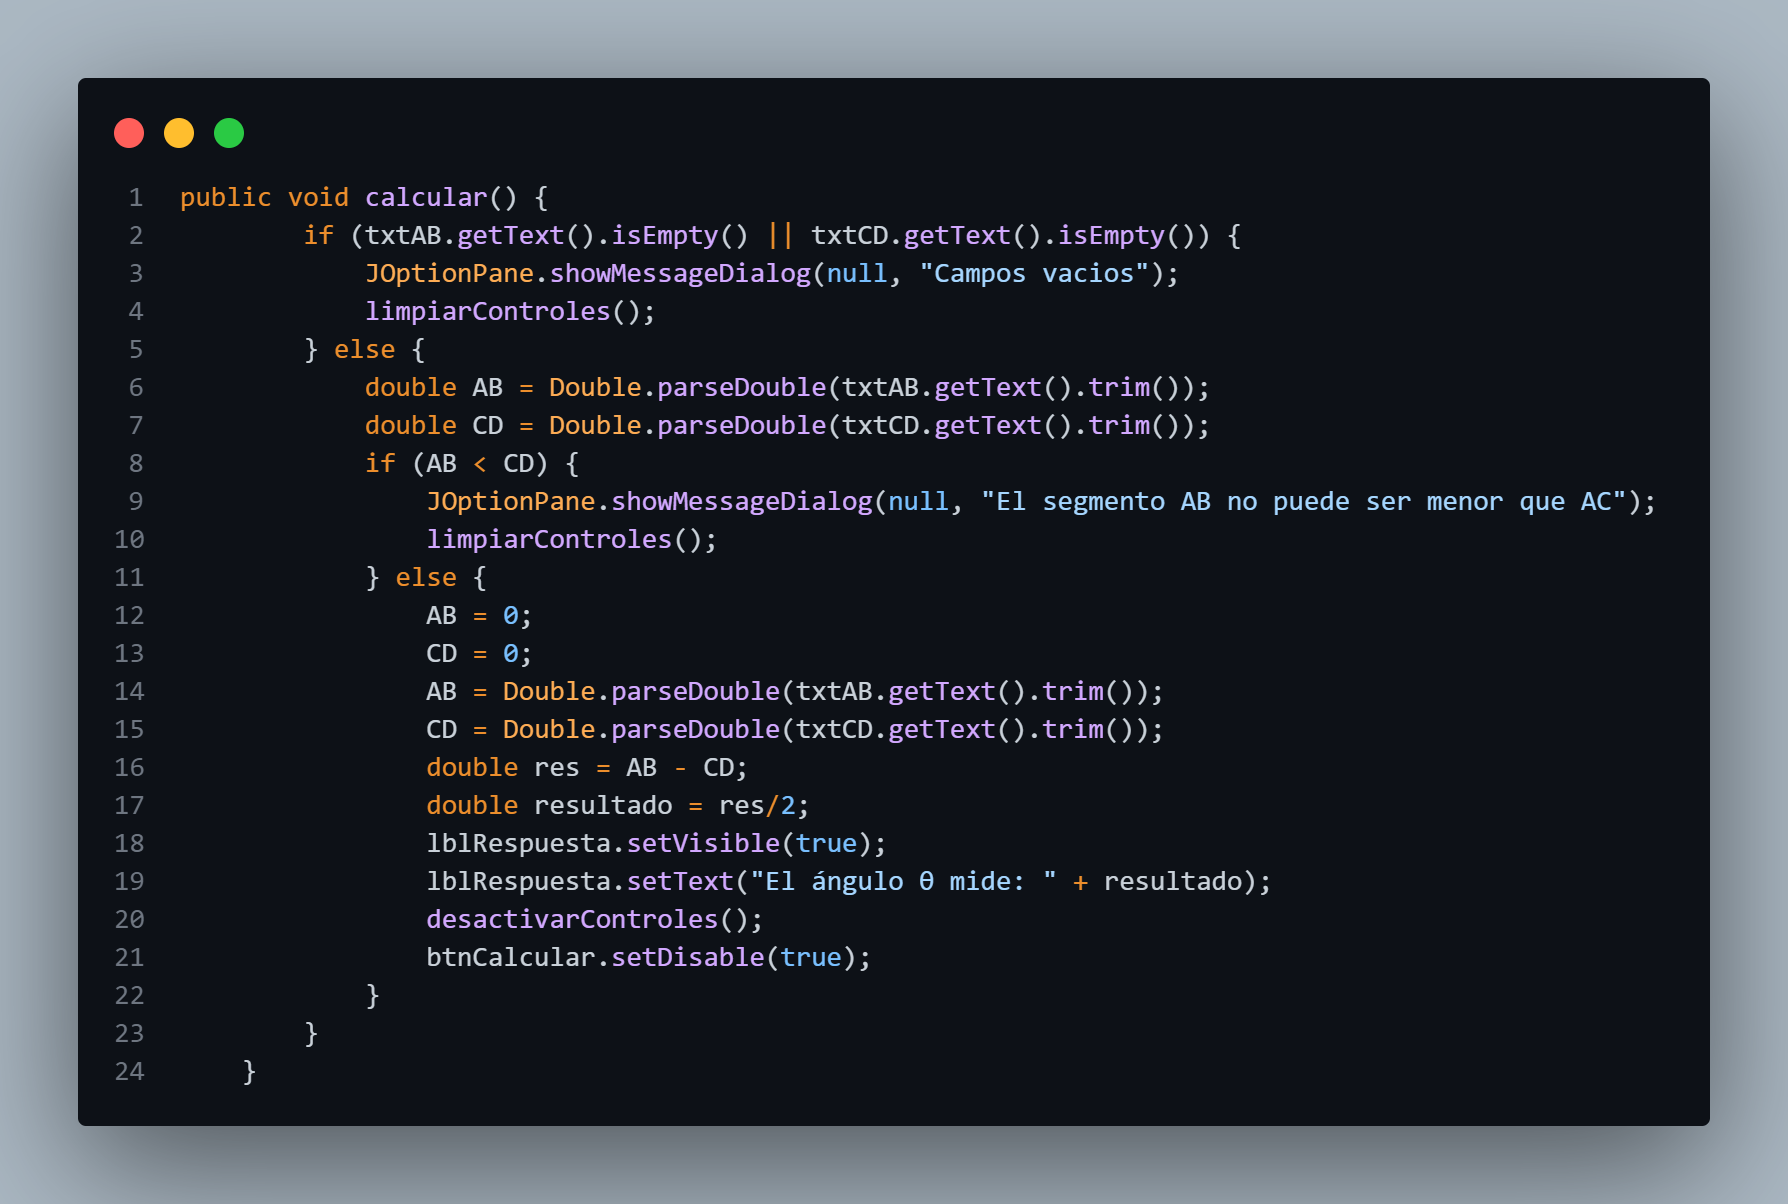 1 public void calcular() {
2 if (txtAB.getText().isEmpty() || txtCD.getText().isEmpty()) {
3 JOptionPane.showMessageDialog(null, "Campos vacios");
4 limpiarControles();
5 } else {
6 double AB = Double.parseDouble(txtAB.getText().trim());
7 double CD = Double.parseDouble(txtCD.getText().trim());
8 if (AB < CD) {
9 JOptionPane.showMessageDialog(null, "El segmento AB no puede ser menor que AC");
10 limpiarControles();
11 } else {
12 AB = 0;
13 CD = 0;
14 AB = Double.parseDouble(txtAB.getText().trim());
15 CD = Double.parseDouble(txtCD.getText().trim());
16 double res = AB - CD;
17 double resultado = res/2;
18 lblRespuesta.setVisible(true);
19 lblRespuesta.setText("El ángulo θ mide: " + resultado);
20 desactivarControles();
21 btnCalcular.setDisable(true);
22 }
23 }
24 }